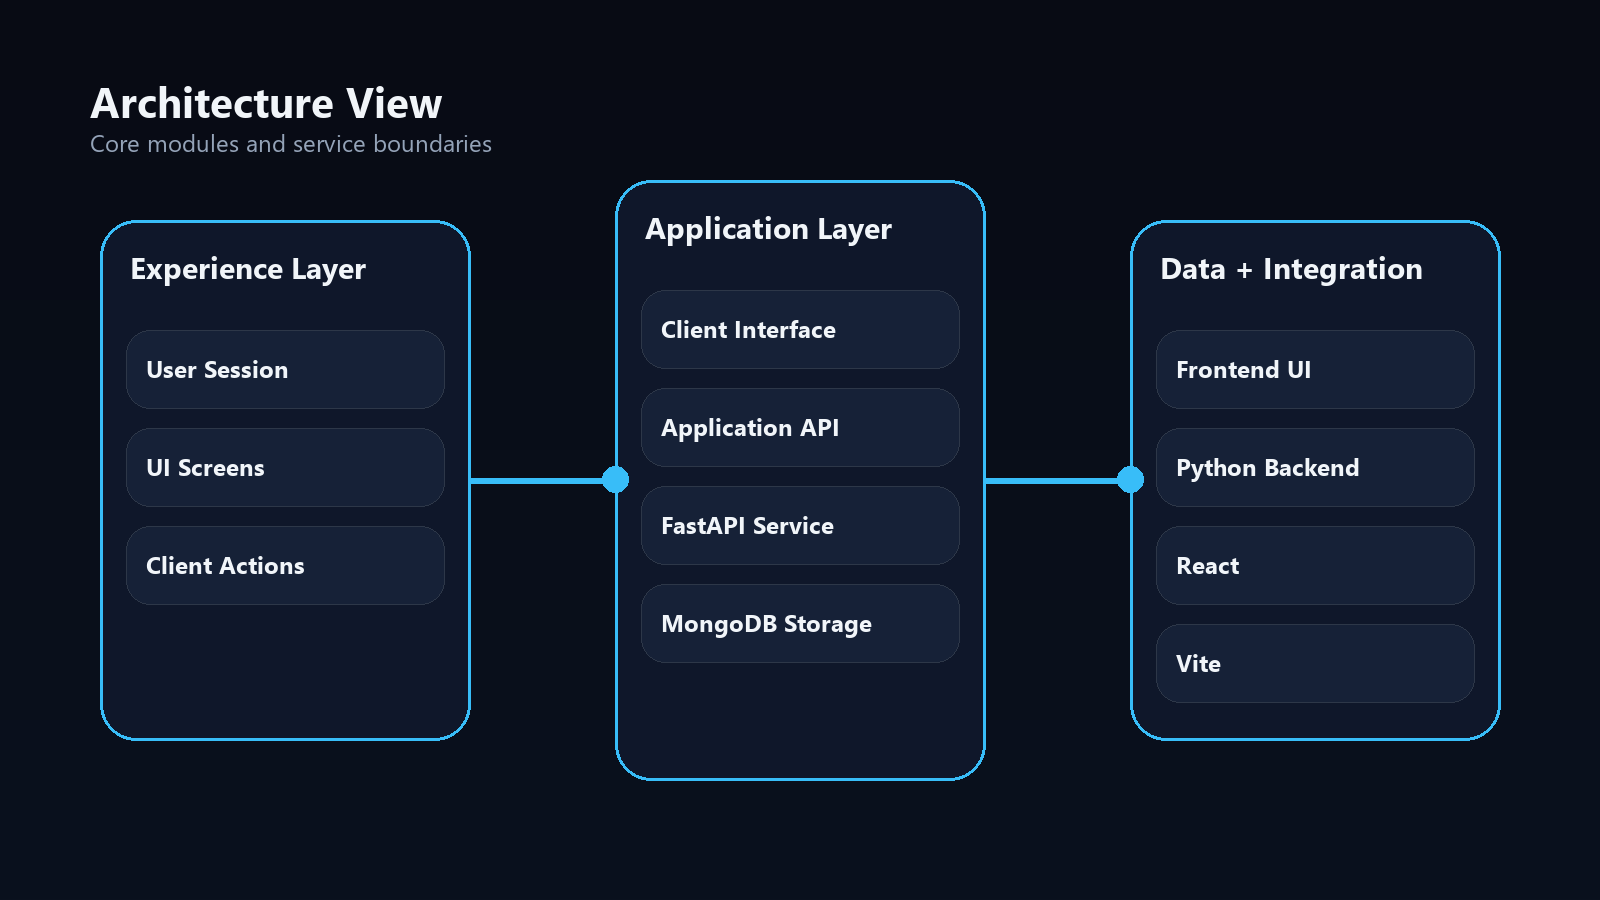 Architecture View
Core modules and service boundaries
Experience Layer
User Session
UI Screens
Client Actions
Application Layer
Client Interface
Application API
FastAPI Service
MongoDB Storage
Data + Integration
Frontend UI
Python Backend
React
Vite